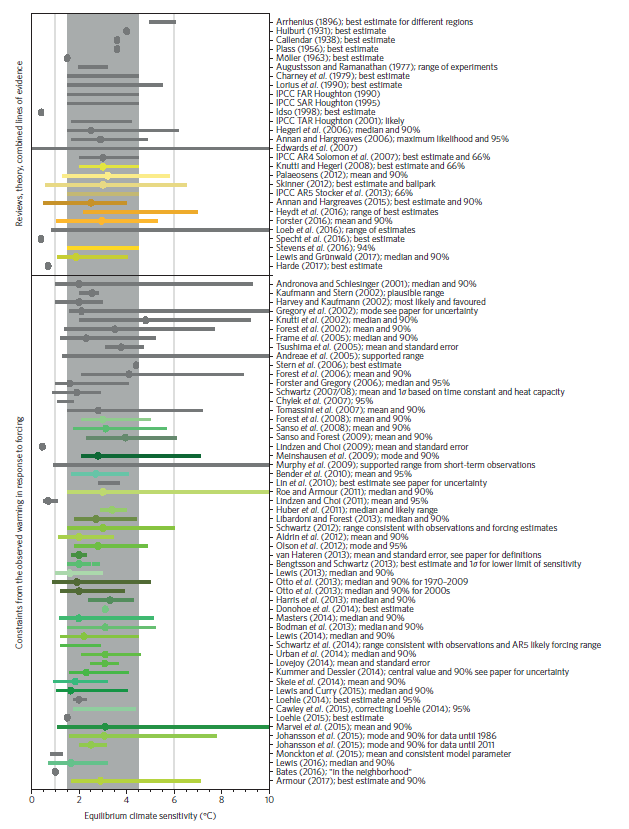 Reviews, theory, combined lines of evidence
Arrhenius (1896); best estimate for different regions
Hulburt (1931); best estimate
Callendar (1938); best estimate
Plass (1956); best estimate
Möller (1963); best estimate
Augustsson and Ramanathan (1977); range of experiments
Charney et al. (1979); best estimate
Lorius et al. (1990); best estimate
IPCC FAR Houghton (1990)
IPCC SAR Houghton (1995)
Idso (1998); best estimate
IPCC TAR Houghton (2001); likely
Hegerl et al. (2006); median and 90%
Annan and Hargreaves (2006); maximum likelihood and 95%
Edwards et al. (2007)
IPCC AR4 Solomon et al. (2007); best estimate and 66%
Knutti and Hegerl (2008); best estimate and 66%
Palaeosens (2012); mean and 90%
Skinner (2012); best estimate and ballpark
IPCC AR5 Stocker et al. (2013); 66%
Annan and Hargreaves (2015); best estimate and 90%
Heydt et al. (2016); range of best estimates
Forster (2016); mean and 90%
Loeb et al. (2016); range of estimates
Specht et al. (2016); best estimate
Stevens et al. (2016); 94%
Lewis and Grünwald (2017); median and 90%
Harde (2017); best estimate
Constraints from the observed warming in response to forcing
Andronova and Schlesinger (2001); median and 90%
Kaufmann and Stern (2002); plausible range
Harvey and Kaufmann (2002); most likely and favoured
Gregory et al. (2002); mode see paper for uncertainty
Knutti et al. (2002); median and 90%
Forest et al. (2002); mean and 90%
Frame et al. (2005); median and 90%
Tsushima et al. (2005); mean and standard error
Andreae et al. (2005); supported range
Stern et al. (2006); best estimate
Forest et al. (2006); mean and 90%
Forster and Gregory (2006); median and 95%
Schwartz (2007/08); mean and 1σ based on time constant and heat capacity
Chylek et al. (2007); 95%
Tomassini et al. (2007); mean and 90%
Forest et al. (2008); mean and 90%
Sanso et al. (2008); mean and 90%
Sanso and Forest (2009); mean and 90%
Lindzen and Choi (2009); mean and standard error
Meinshausen et al. (2009); mode and 90%
Murphy et al. (2009); supported range from short-term observations
Bender et al. (2010); mean and 95%
Lin et al. (2010); best estimate see paper for uncertainty
Roe and Armour (2011); median and 90%
Lindzen and Choi (2011); mean and 95%
Huber et al. (2011); median and likely range
Libardoni and Forest (2013); median and 90%
Schwartz (2012); range consistent with observations and forcing estimates
Aldrin et al. (2012); mean and 90%
Olson et al. (2012); mode and 95%
van Hateren (2013); mean and standard error, see paper for definitions
Bengtsson and Schwartz (2013); best estimate and 1σ for lower limit of sensitivity
Lewis (2013); median and 90%
Otto et al. (2013); median and 90% for 1970–2009
Otto et al. (2013); median and 90% for 2000s
Harris et al. (2013); median and 90%
Donohoe et al. (2014); best estimate
Masters (2014); median and 90%
Bodman et al. (2013); median and 90%
Lewis (2014); median and 90%
Schwartz et al. (2014); range consistent with observations and AR5 likely forcing range
Urban et al. (2014); median and 90%
Lovejoy (2014); mean and standard error
Kummer and Dessler (2014); central value and 90% see paper for uncertainty
Skeie et al. (2014); mean and 90%
Lewis and Curry (2015); median and 90%
Loehle (2014); best estimate and 95%
Cawley et al. (2015), correcting Loehle (2014); 95%
Loehle (2015); best estimate
Marvel et al. (2015); mean and 90%
Johansson et al. (2015); mode and 90% for data until 1986
Johansson et al. (2015); mode and 90% for data until 2011
Monckton et al. (2015); mean and consistent model parameter
Lewis (2016); median and 90%
Bates (2016); "in the neighborhood"
Armour (2017); best estimate and 90%
0 2 4 6 8 10
Equilibrium climate sensitivity (°C)